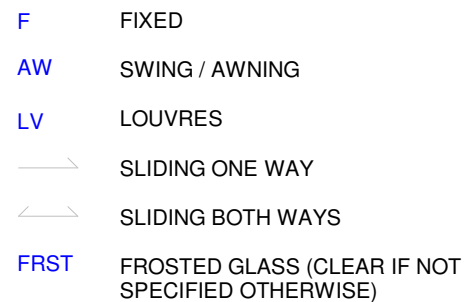 F FIXED
AW SWING / AWNING
LV LOUVRES
SLIDING ONE WAY
SLIDING BOTH WAYS
FRST FROSTED GLASS (CLEAR IF NOT
SPECIFIED OTHERWISE)